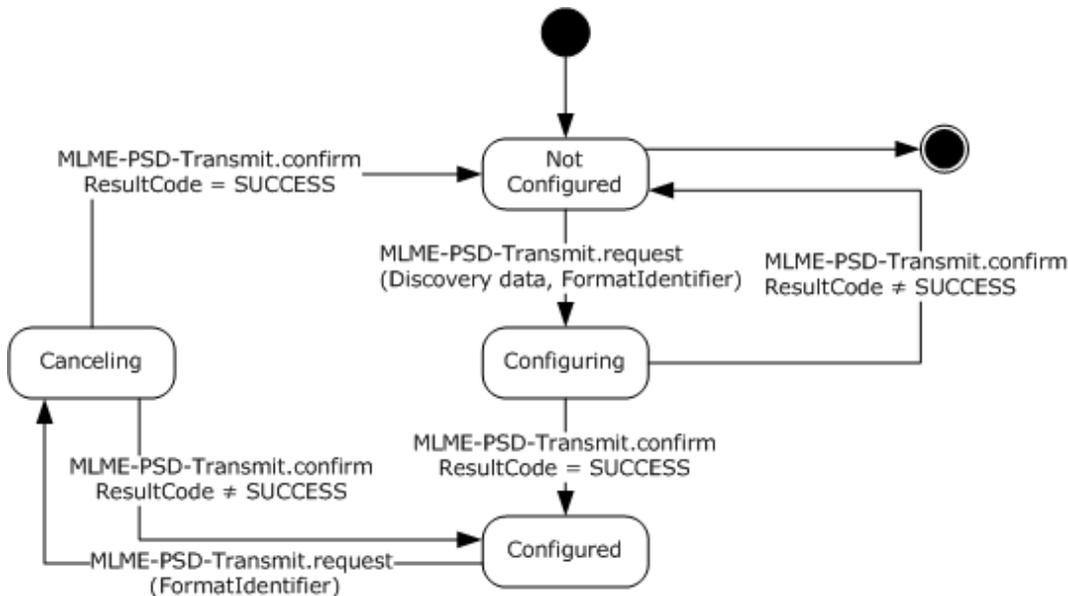 Not
Configured
MLME-PSD-Transmit.confirm
ResultCode = SUCCESS
MLME-PSD-Transmit.request
(Discovery data, FormatIdentifier)
MLME-PSD-Transmit.confirm
ResultCode ≠ SUCCESS
Canceling
Configuring
MLME-PSD-Transmit.confirm
ResultCode = SUCCESS
MLME-PSD-Transmit.confirm
ResultCode ≠ SUCCESS
Configured
MLME-PSD-Transmit.request
(FormatIdentifier)